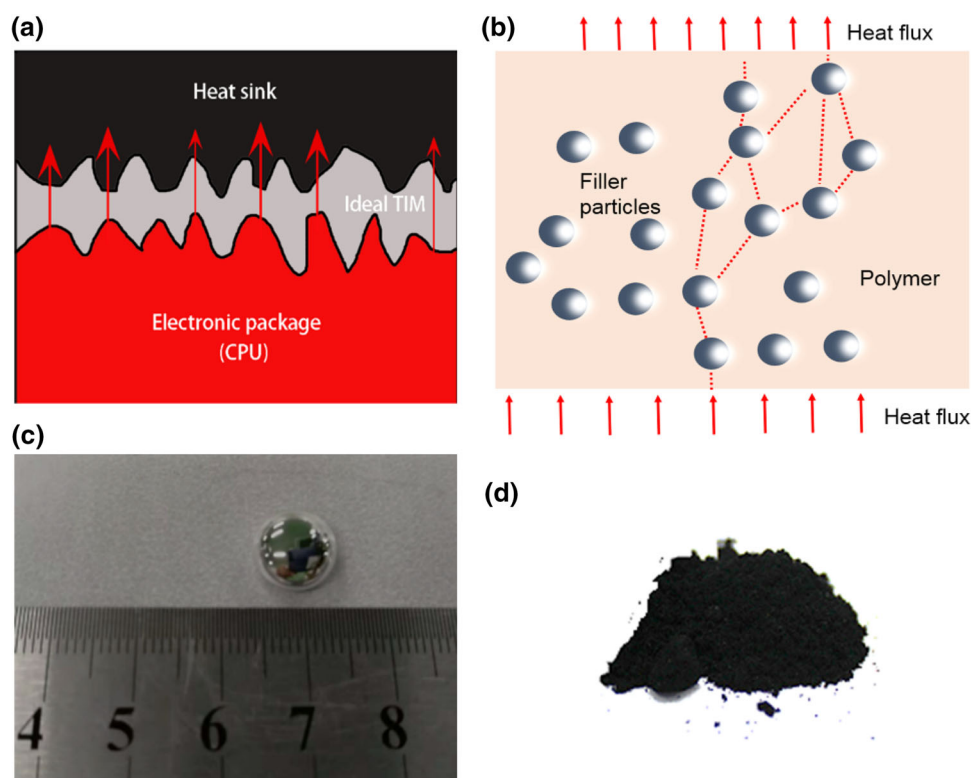 (a)
Heat sink
Ideal TIM
Electronic package
(CPU)
(b)
Heat flux
Filler
particles
Polymer
Heat flux
(c)
4 5 6 7 8
(d)